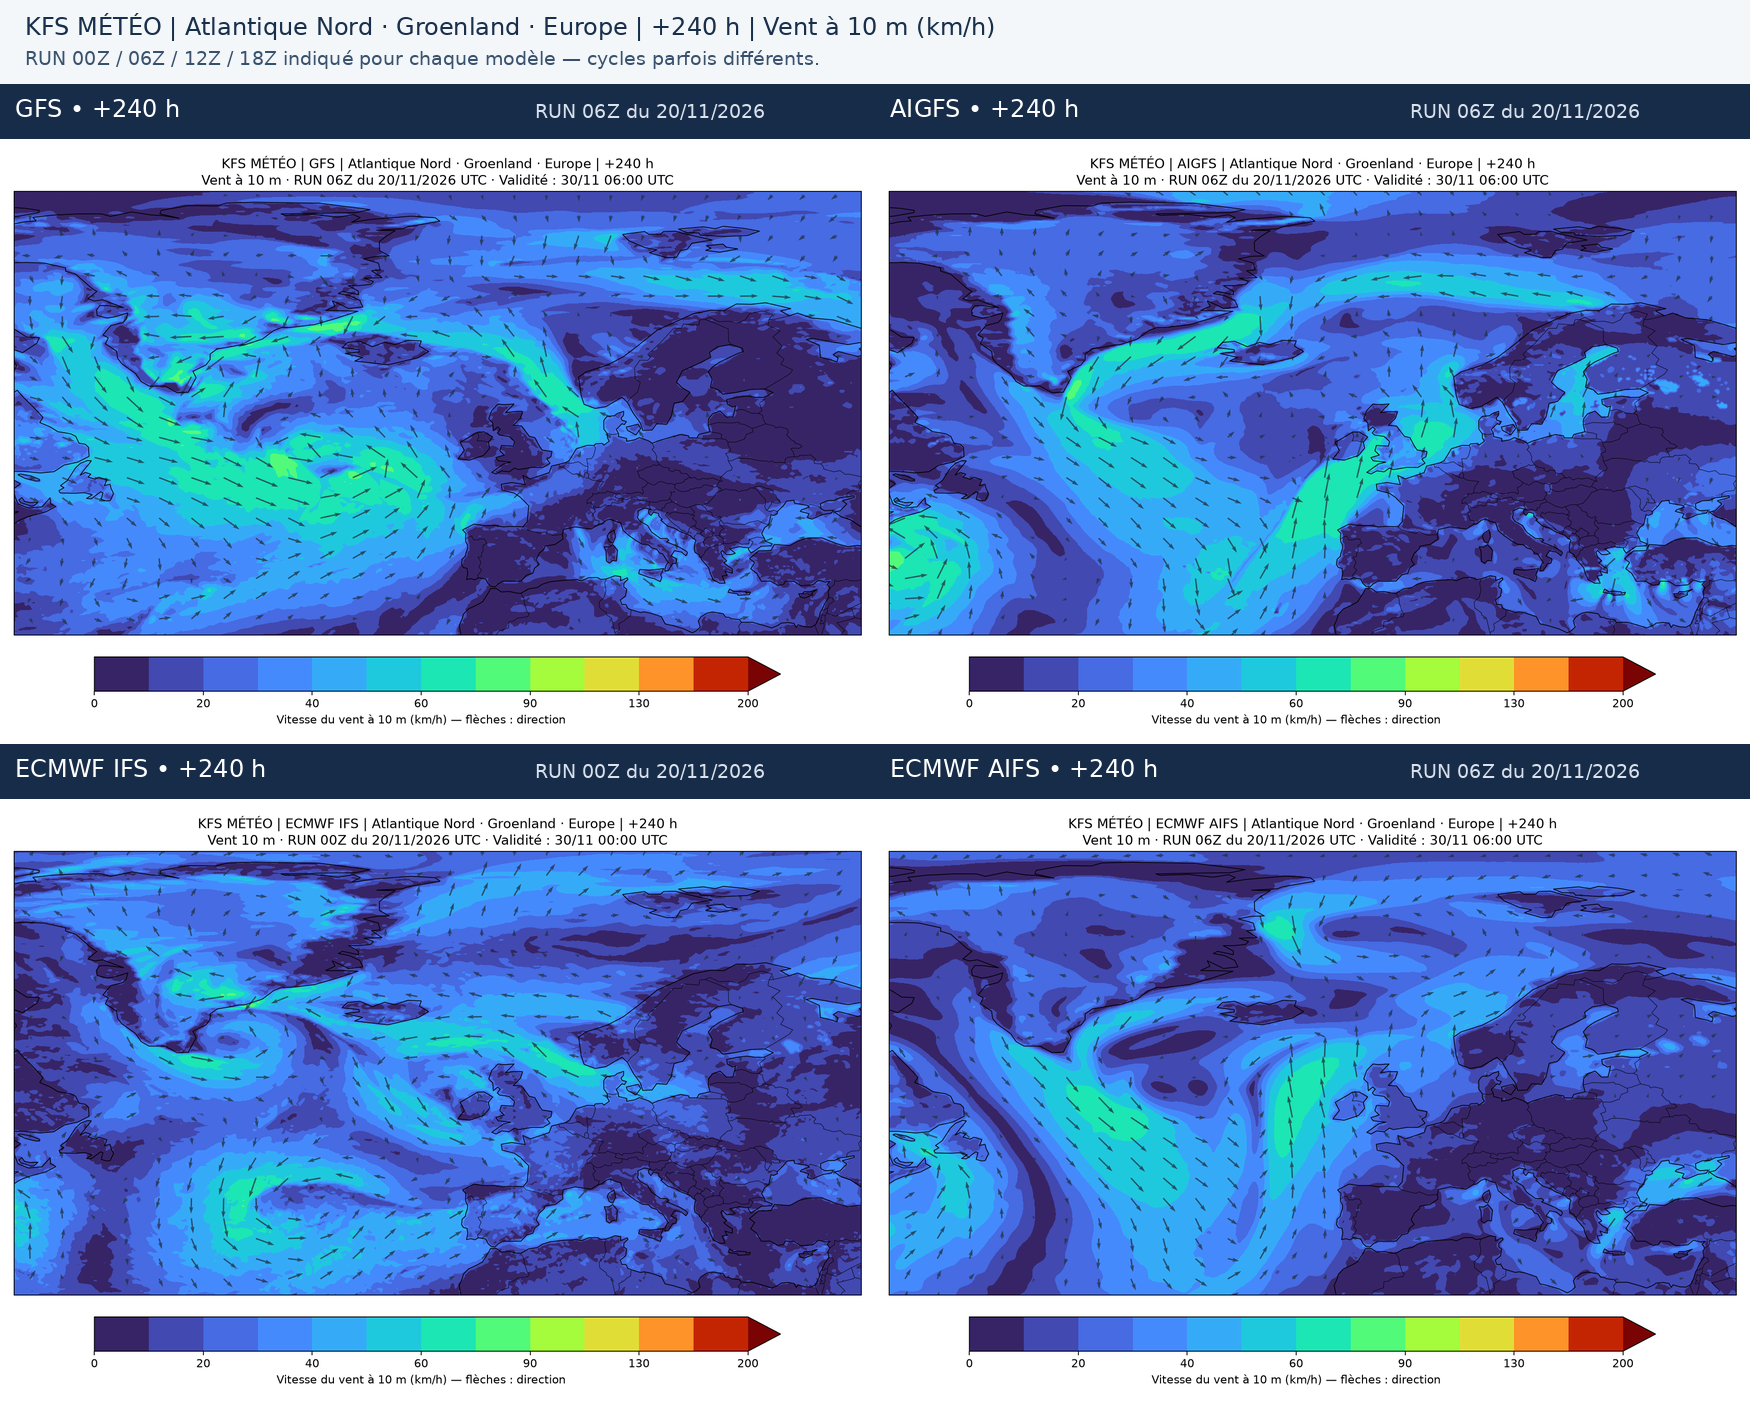 KFS MÉTÉO | Atlantique Nord · Groenland · Europe | +240 h | Vent à 10 m (km/h)
RUN 00Z / 06Z / 12Z / 18Z indiqué pour chaque modèle — cycles parfois différents.
GFS • +240 h
RUN 06Z du 20/11/2026
KFS MÉTÉO | GFS | Atlantique Nord · Groenland · Europe | +240 h
Vent à 10 m · RUN 06Z du 20/11/2026 UTC · Validité : 30/11 06:00 UTC
0 20 40 60 90 130 200
Vitesse du vent à 10 m (km/h) — flèches : direction
AIGFS • +240 h
RUN 06Z du 20/11/2026
KFS MÉTÉO | AIGFS | Atlantique Nord · Groenland · Europe | +240 h
Vent à 10 m · RUN 06Z du 20/11/2026 UTC · Validité : 30/11 06:00 UTC
0 20 40 60 90 130 200
Vitesse du vent à 10 m (km/h) — flèches : direction
ECMWF IFS • +240 h
RUN 00Z du 20/11/2026
KFS MÉTÉO | ECMWF IFS | Atlantique Nord · Groenland · Europe | +240 h
Vent 10 m · RUN 00Z du 20/11/2026 UTC · Validité : 30/11 00:00 UTC
0 20 40 60 90 130 200
Vitesse du vent à 10 m (km/h) — flèches : direction
ECMWF AIFS • +240 h
RUN 06Z du 20/11/2026
KFS MÉTÉO | ECMWF AIFS | Atlantique Nord · Groenland · Europe | +240 h
Vent 10 m · RUN 06Z du 20/11/2026 UTC · Validité : 30/11 06:00 UTC
0 20 40 60 90 130 200
Vitesse du vent à 10 m (km/h) — flèches : direction